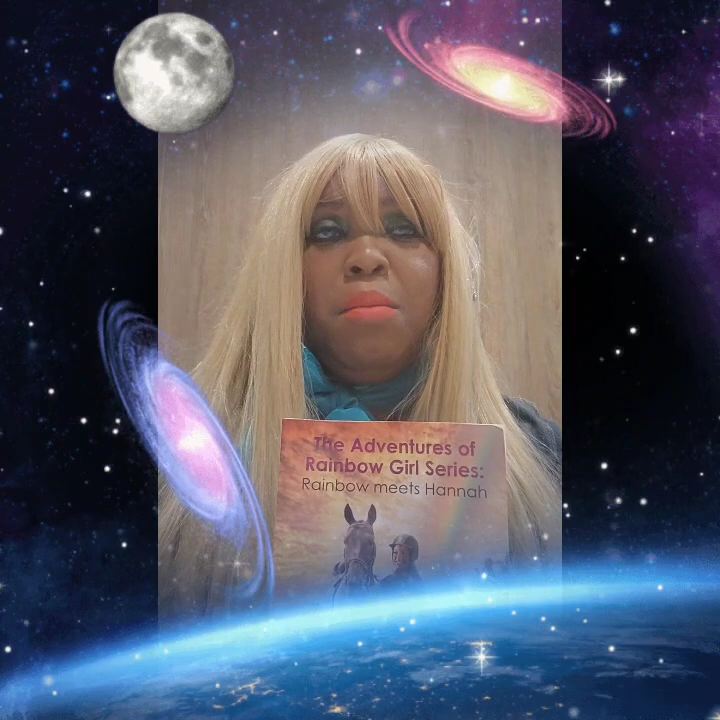 The Adventures of
Rainbow Girl Series:
Rainbow meets Hannah